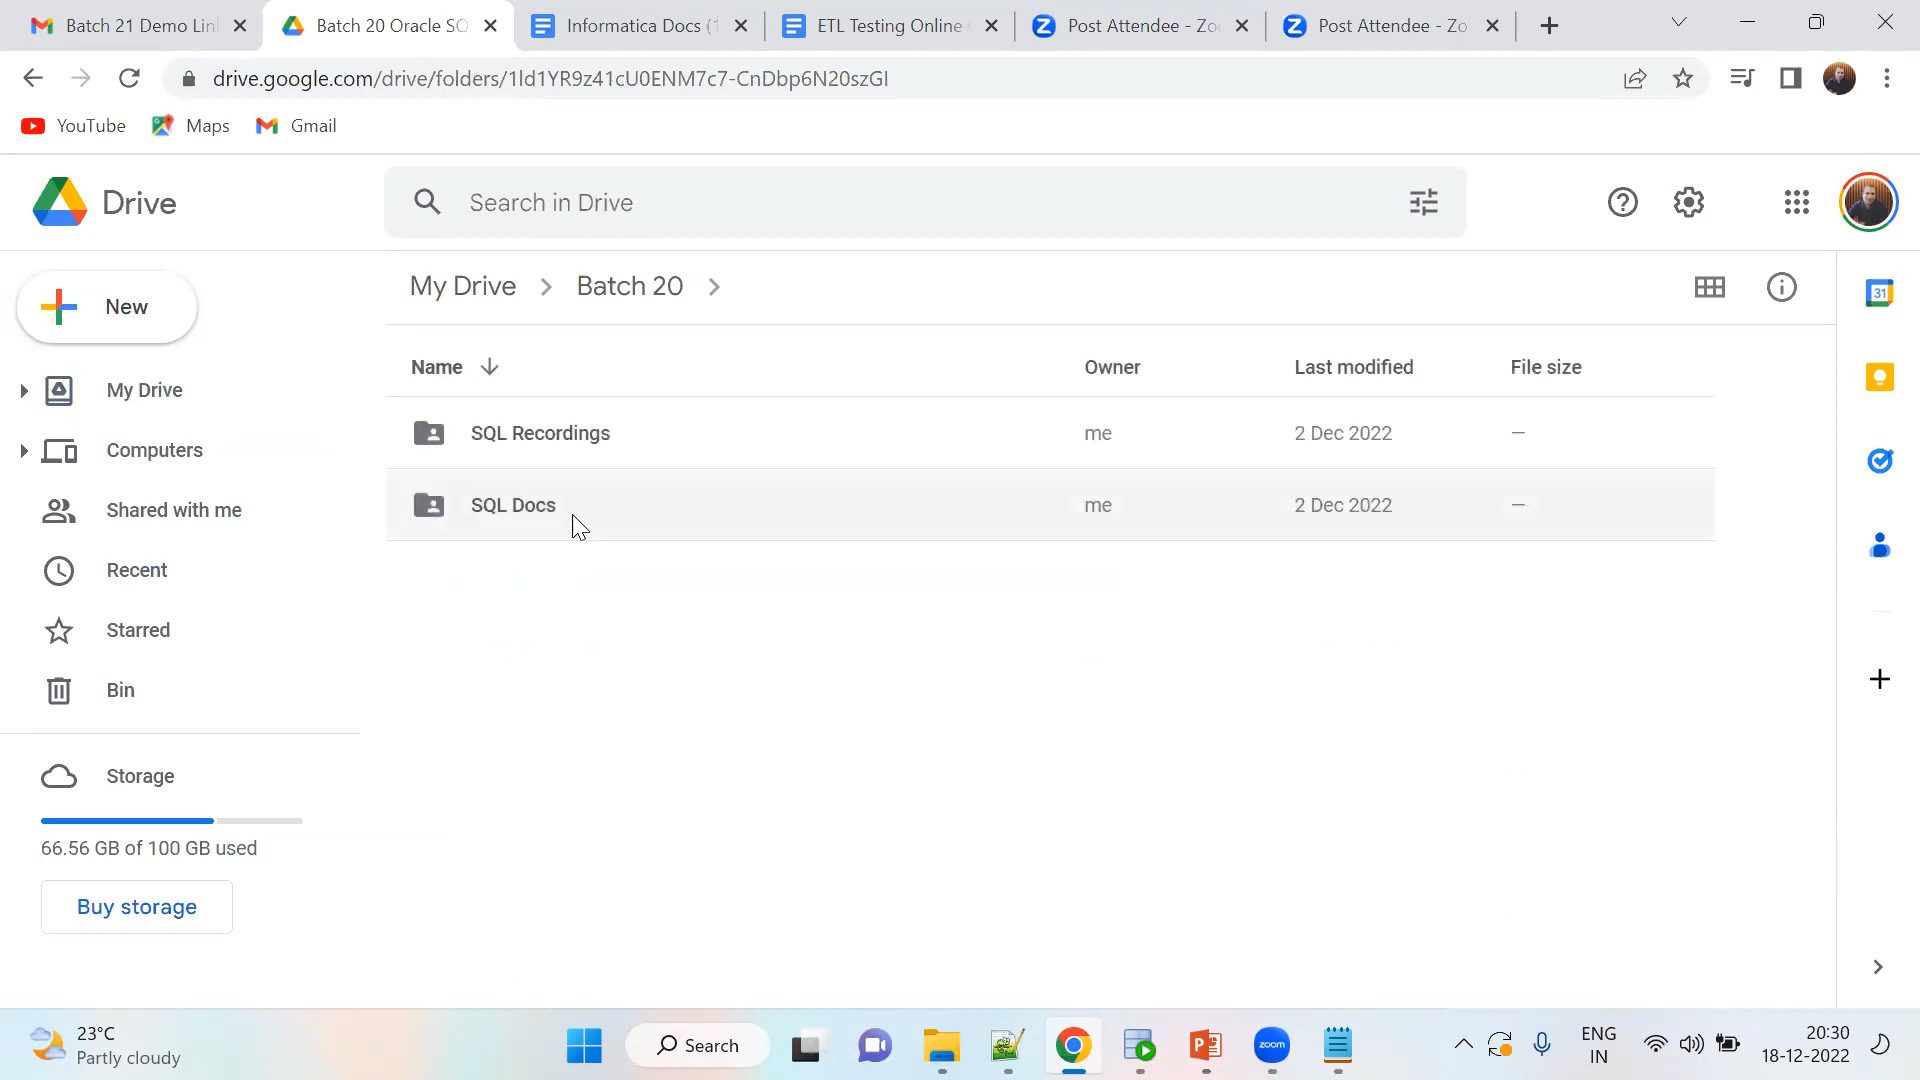 Batch 21 Demo Lin
Batch 20 Oracle SQ
Informatica Docs (1
ETL Testing Online
Post Attendee - Zo
Post Attendee - Zo
drive.google.com/drive/folders/1ld1YR9z41cU0ENM7c7-CnDbp6N20szGI
YouTube
Maps
Gmail
Drive
Search in Drive
New
My Drive
Batch 20
Name
Owner
Last modified
File size
My Drive
SQL Recordings
me
2 Dec 2022
—
Computers
SQL Docs
me
2 Dec 2022
—
Shared with me
Recent
Starred
Bin
Storage
66.56 GB of 100 GB used
Buy storage
31
23°C
Partly cloudy
Search
zoom
ENG
IN
20:30
18-12-2022